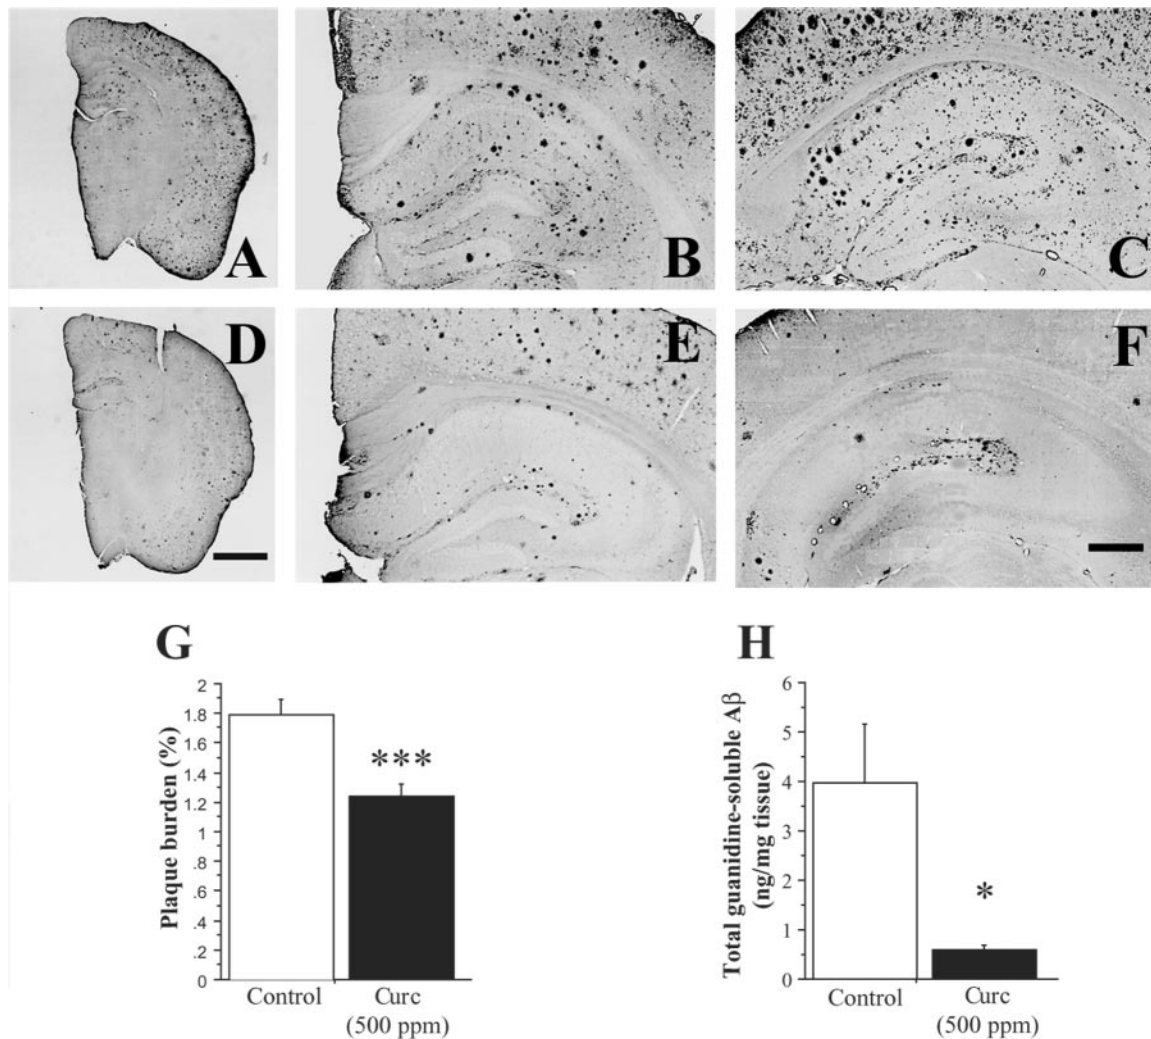 A
B
C
D
E
F
G
Plaque burden (%)
2
1.8
1.6
1.4
1.2
1
.8
.6
.4
.2
0
***
Control
Curc
(500 ppm)
H
Total guanidine-soluble Aβ
(ng/mg tissue)
6
5
4
3
2
1
0
*
Control
Curc
(500 ppm)